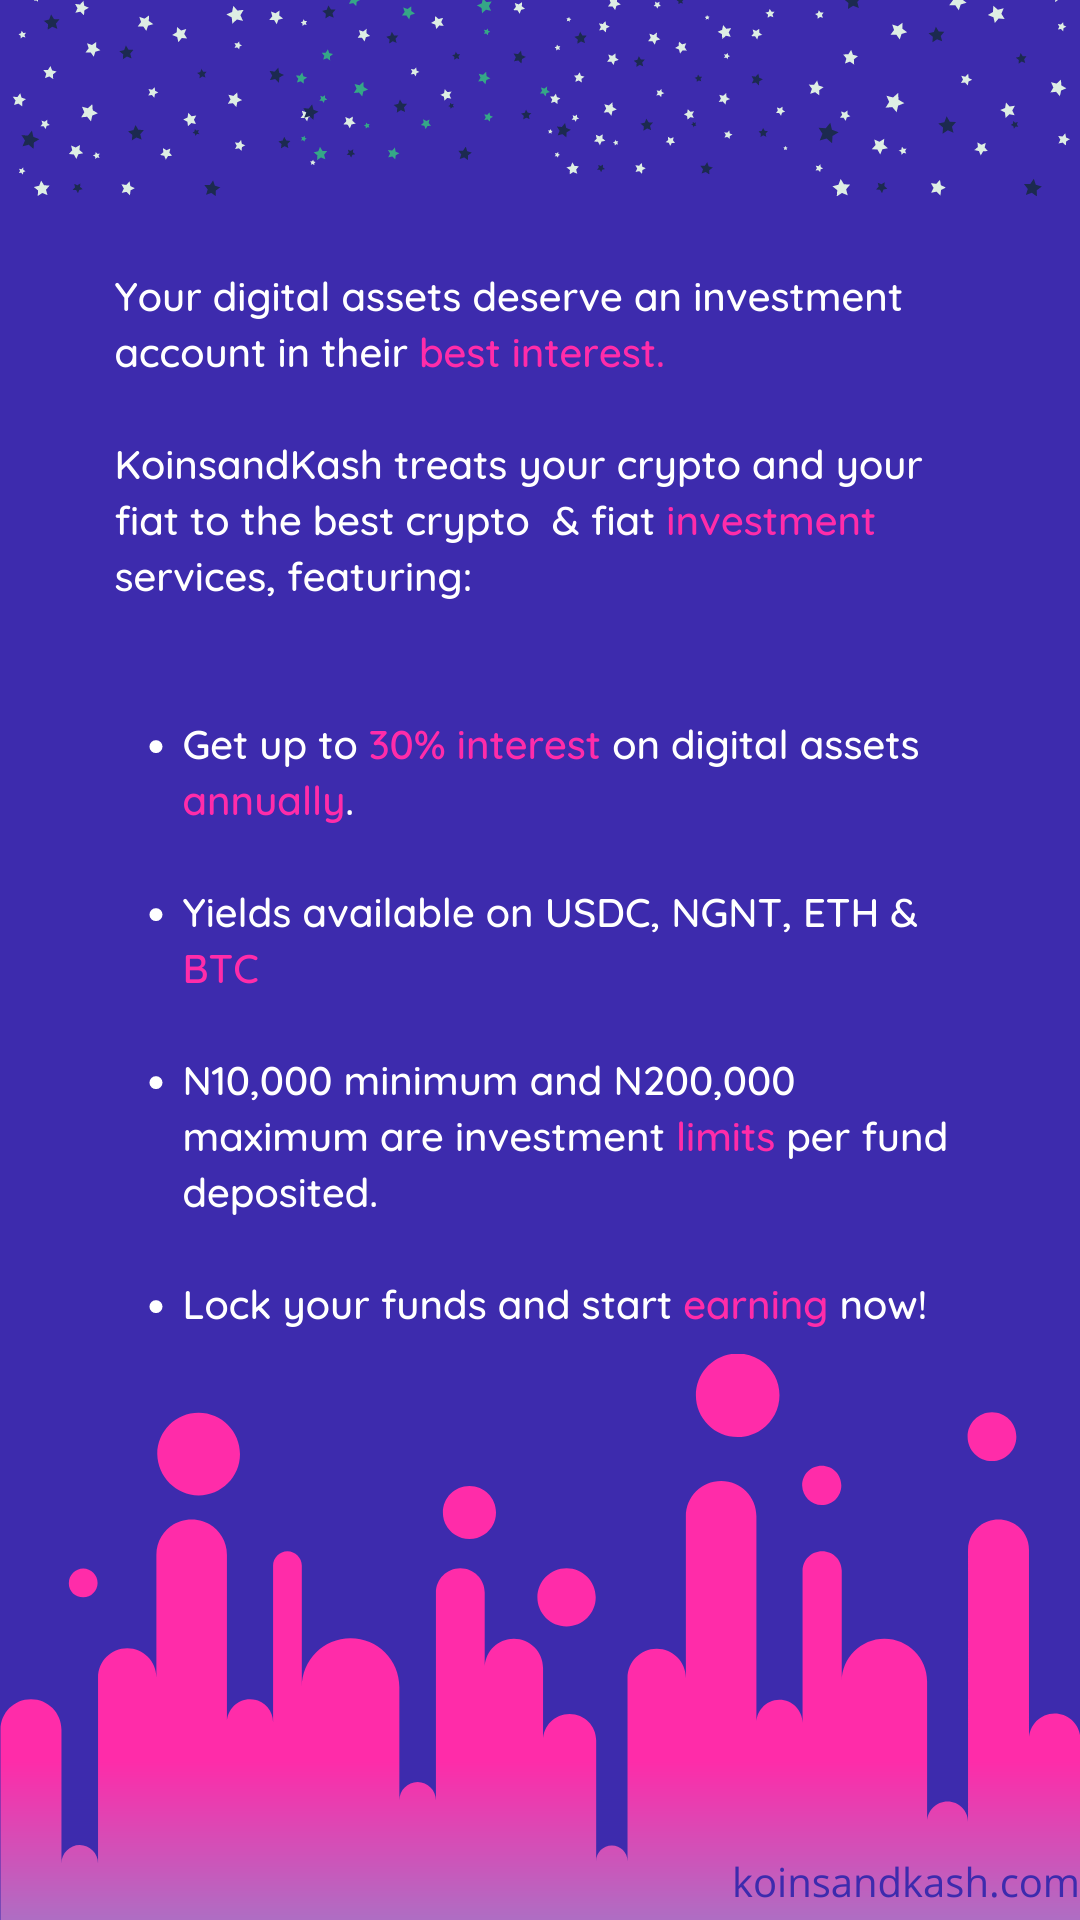 Your digital assets deserve an investment
account in their best interest.
KoinsandKash treats your crypto and your
fiat to the best crypto  & fiat investment
services, featuring:
• Get up to 30% interest on digital assets
annually.
• Yields available on USDC, NGNT, ETH &
BTC
• N10,000 minimum and N200,000
maximum are investment limits per fund
deposited.
• Lock your funds and start earning now!
koinsandkash.com